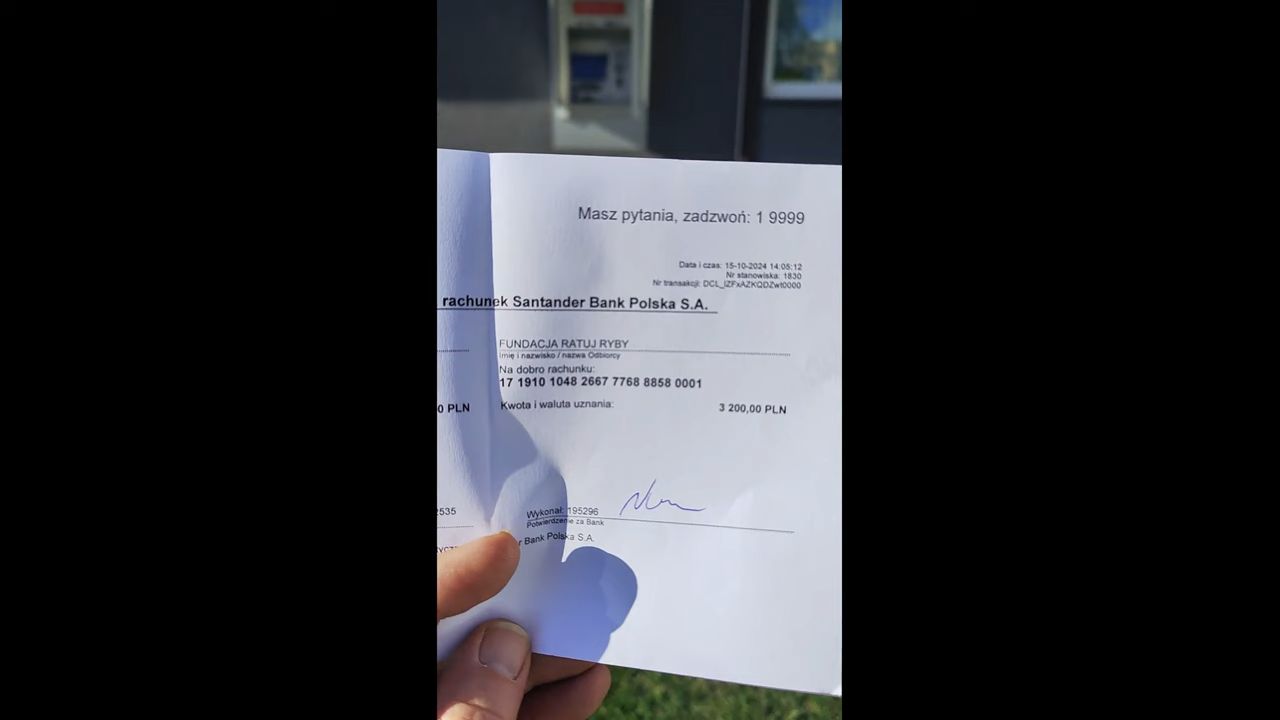 Masz pytania, zadzwoń: 1 9999
Data i czas: 15-10-2024 14:05:12
Nr stanowiska: 1830
Nr transakcji: DCL_IZFxAZKQDZwt0000
rachunek Santander Bank Polska S.A.
FUNDACJA RATUJ RYBY
Imię i nazwisko / nazwa Odbiorcy
Na dobro rachunku:
17 1910 1048 2667 7768 8858 0001
0 PLN Kwota i waluta uznania: 3 200,00 PLN
2535 Wykonał: 195296
Potwierdzenie za Bank
r Bank Polska S.A.